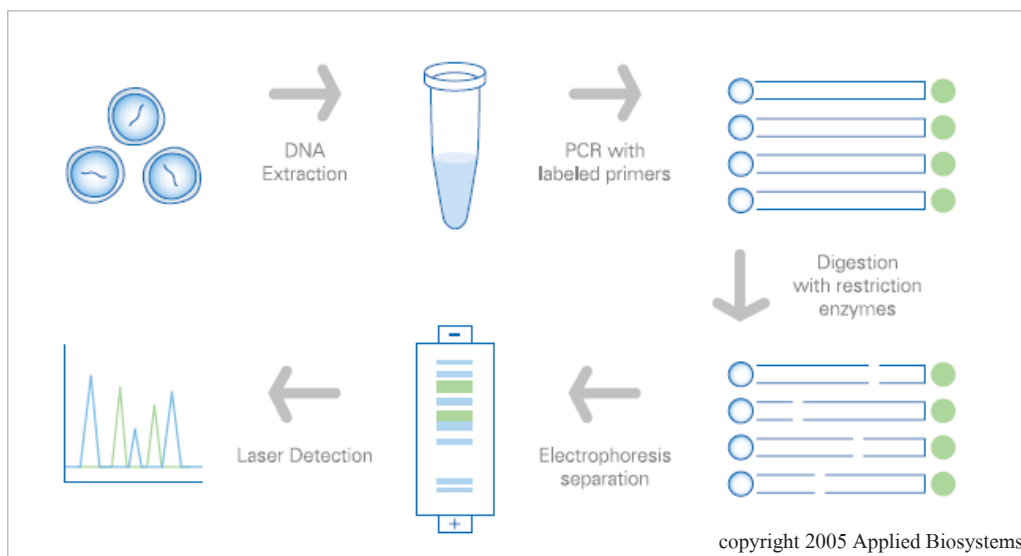 DNA
Extraction
PCR with
labeled primers
Digestion
with restriction
enzymes
–
Laser Detection
Electrophoresis
separation
+
copyright 2005 Applied Biosystems